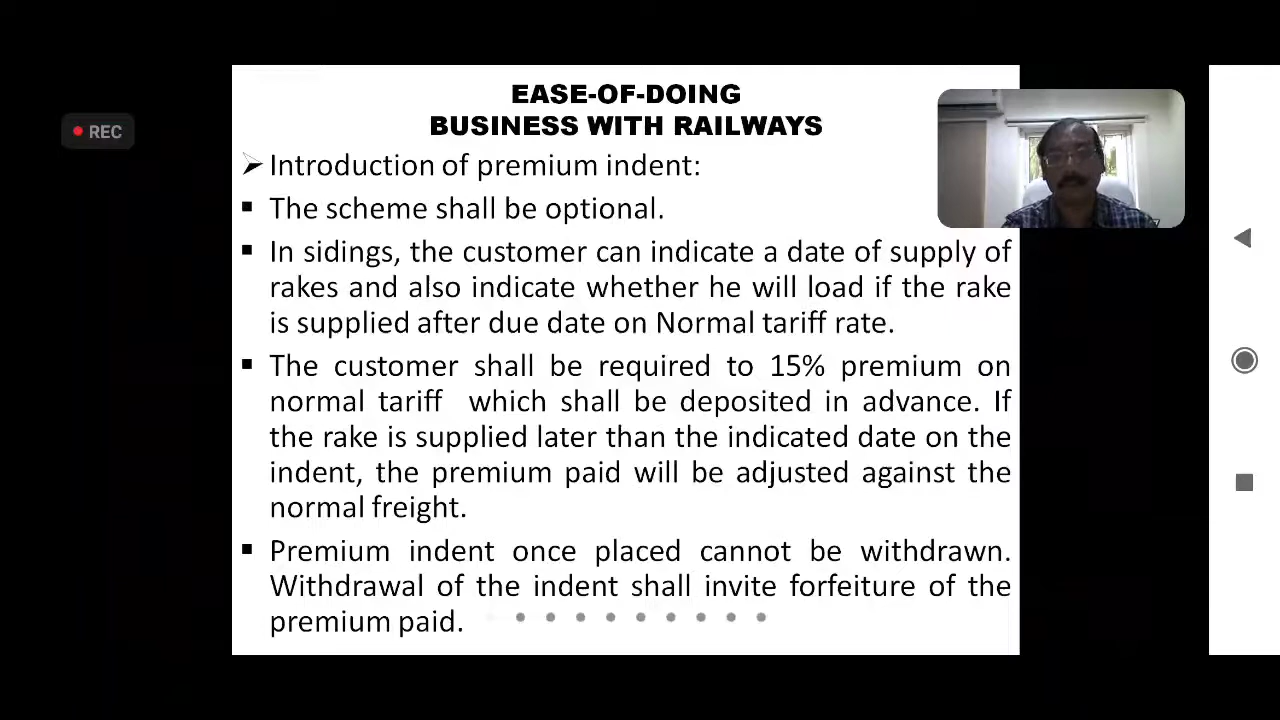 REC
EASE-OF-DOING
BUSINESS WITH RAILWAYS
Introduction of premium indent:
The scheme shall be optional.
In sidings, the customer can indicate a date of supply of
rakes and also indicate whether he will load if the rake
is supplied after due date on Normal tariff rate.
The customer shall be required to 15% premium on
normal tariff which shall be deposited in advance. If
the rake is supplied later than the indicated date on the
indent, the premium paid will be adjusted against the
normal freight.
Premium indent once placed cannot be withdrawn.
Withdrawal of the indent shall invite forfeiture of the
premium paid.